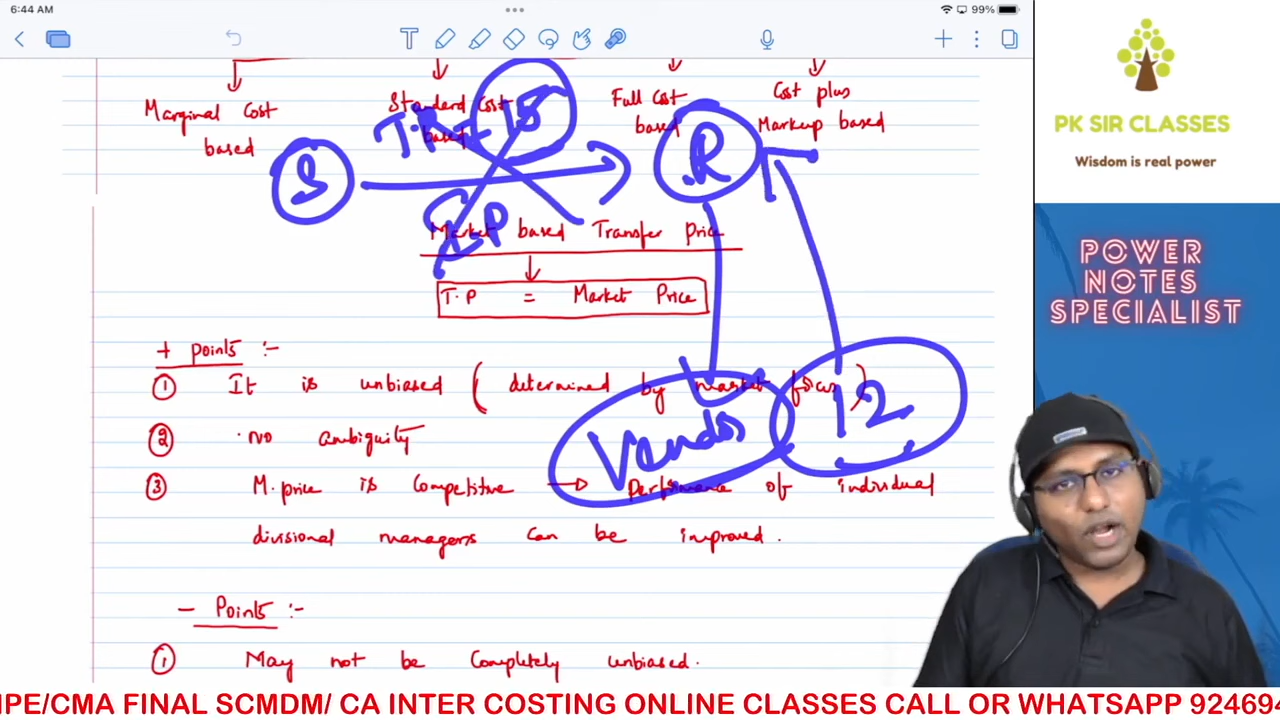 6:44 AM
99%
Marginal Cost
based
Standard Cost
based
Full Cost
based
Cost plus
Markup based
T.P = 15
S
R
T.P
Market based Transfer Price
T.P = Market Price
+ points :-
① It is unbiased ( determined by market forces )
② no ambiguity
③ M.price is Competitive → Performance of individual
divisional managers can be improved.
Vendor
12
- Points :-
① May not be Completely unbiased.
PK SIR CLASSES
Wisdom is real power
POWER
NOTES
SPECIALIST
IPE/CMA FINAL SCMDM/ CA INTER COSTING ONLINE CLASSES CALL OR WHATSAPP 92469